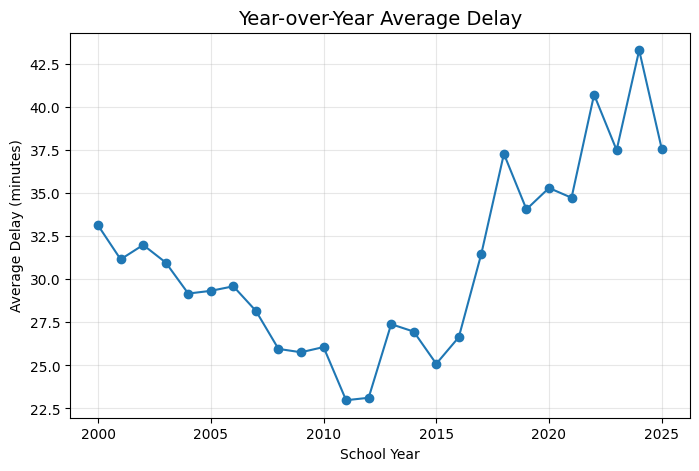 Year-over-Year Average Delay
Average Delay (minutes)
42.5
40.0
37.5
35.0
32.5
30.0
27.5
25.0
22.5
2000 2005 2010 2015 2020 2025
School Year